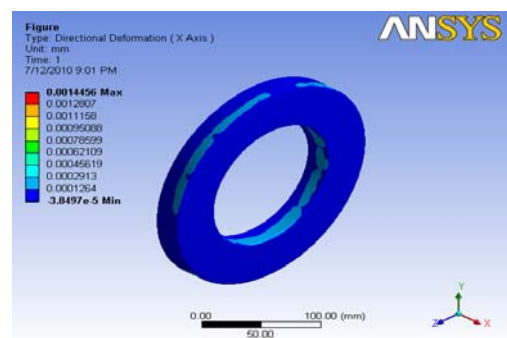 Figure
Type: Directional Deformation ( X Axis )
Unit: mm
Time: 1
7/12/2010 9:01 PM
ANSYS
0.0014456 Max
0.0012807
0.0011158
0.00095088
0.00078599
0.00062109
0.00045619
0.0002913
0.0001264
-3.8497e-5 Min
0.00
100.00 (mm)
50.00
Y
Z
X